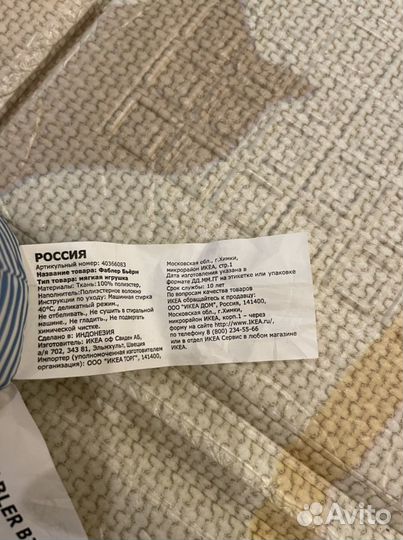 РОССИЯ
Артикульный номер: 40366083
Название товара: Фаблер Бьёрн
Тип товара: мягкая игрушка
Материалы: Ткань:100% полиэстер,
Наполнитель:Полиэстерное волокно
Инструкции по уходу: Машинная стирка
40°C, деликатный режим.,
Не отбеливать., Не сушить в стиральной
машине., Не гладить., Не подвергать
химической чистке.
Сделано в: ИНДОНЕЗИЯ
Изготовитель: ИКЕА оф Свиден АБ,
а/я 702, 343 81, Эльмхульт, Швеция
Импортер (уполномоченная изготовителем
организация): ООО "ИКЕА ТОРГ", 141400,
Московская обл., г.Химки,
микрорайон ИКЕА, стр.1
Дата изготовления указана в
формате ДД.ММ.ГГ на этикетке или упаковке
Срок службы: 10 лет
По вопросам качества товаров
ИКЕА обращайтесь к продавцу:
ООО "ИКЕА ДОМ", Россия, 141400,
Московская обл., г.Химки,
микрорайон ИКЕА, корп.1 - через
форму на сайте http://www.IKEA.ru/,
по телефону 8 (800) 234-55-66
или в отдел ИКЕА Сервис в любом магазине
ИКЕА.
BLER B
Avito